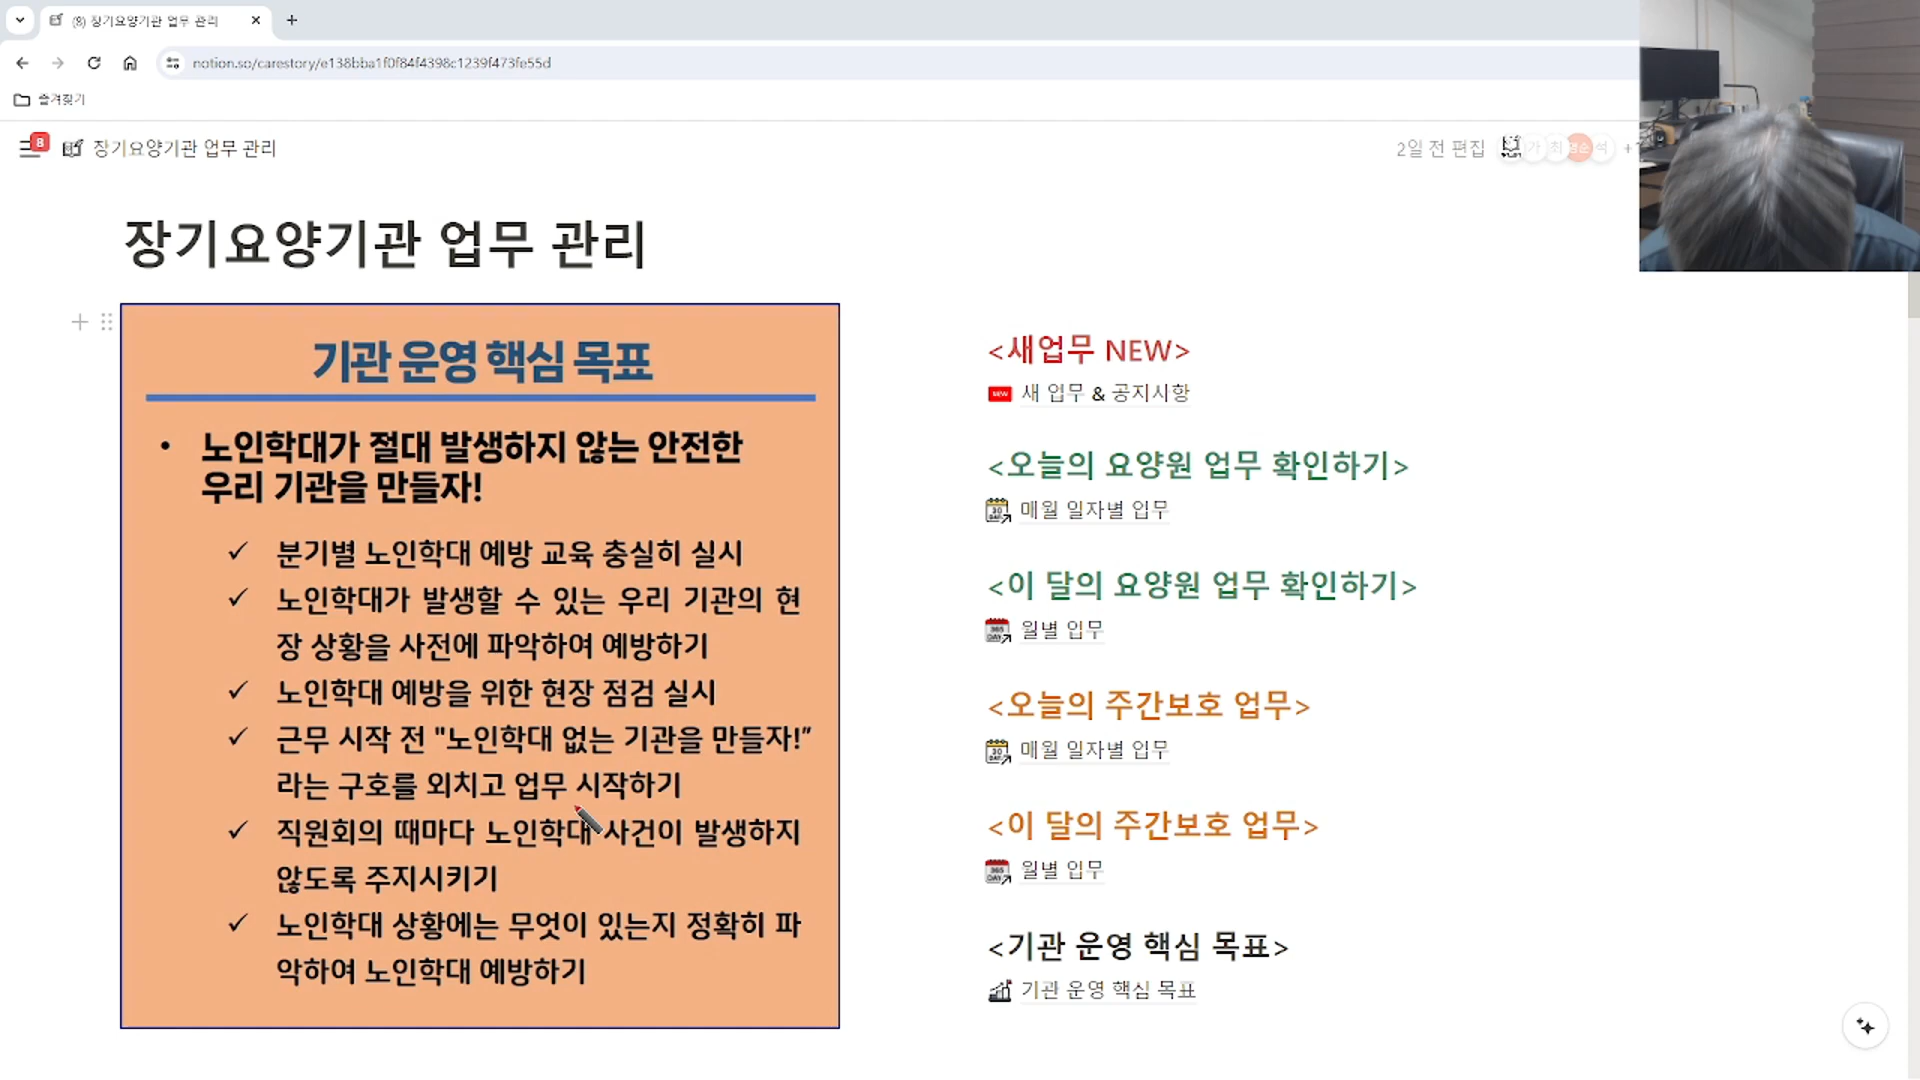 (8) 장기요양기관 업무 관리
notion.so/carestory/e138bba1f0f84f4398c1239f473fe55d
즐겨찾기
8
장기요양기관 업무 관리
2일 전 편집
가
최
석
장기요양기관 업무 관리
기관 운영 핵심 목표
• 노인학대가 절대 발생하지 않는 안전한
우리 기관을 만들자!
✓ 분기별 노인학대 예방 교육 충실히 실시
✓ 노인학대가 발생할 수 있는 우리 기관의 현
장 상황을 사전에 파악하여 예방하기
✓ 노인학대 예방을 위한 현장 점검 실시
✓ 근무 시작 전 "노인학대 없는 기관을 만들자!"
라는 구호를 외치고 업무 시작하기
✓ 직원회의 때마다 노인학대 사건이 발생하지
않도록 주지시키기
✓ 노인학대 상황에는 무엇이 있는지 정확히 파
악하여 노인학대 예방하기
<새업무 NEW>
NEW 새 업무 & 공지사항
<오늘의 요양원 업무 확인하기>
매월 일자별 업무
<이 달의 요양원 업무 확인하기>
월별 업무
<오늘의 주간보호 업무>
매월 일자별 업무
<이 달의 주간보호 업무>
월별 업무
<기관 운영 핵심 목표>
기관 운영 핵심 목표